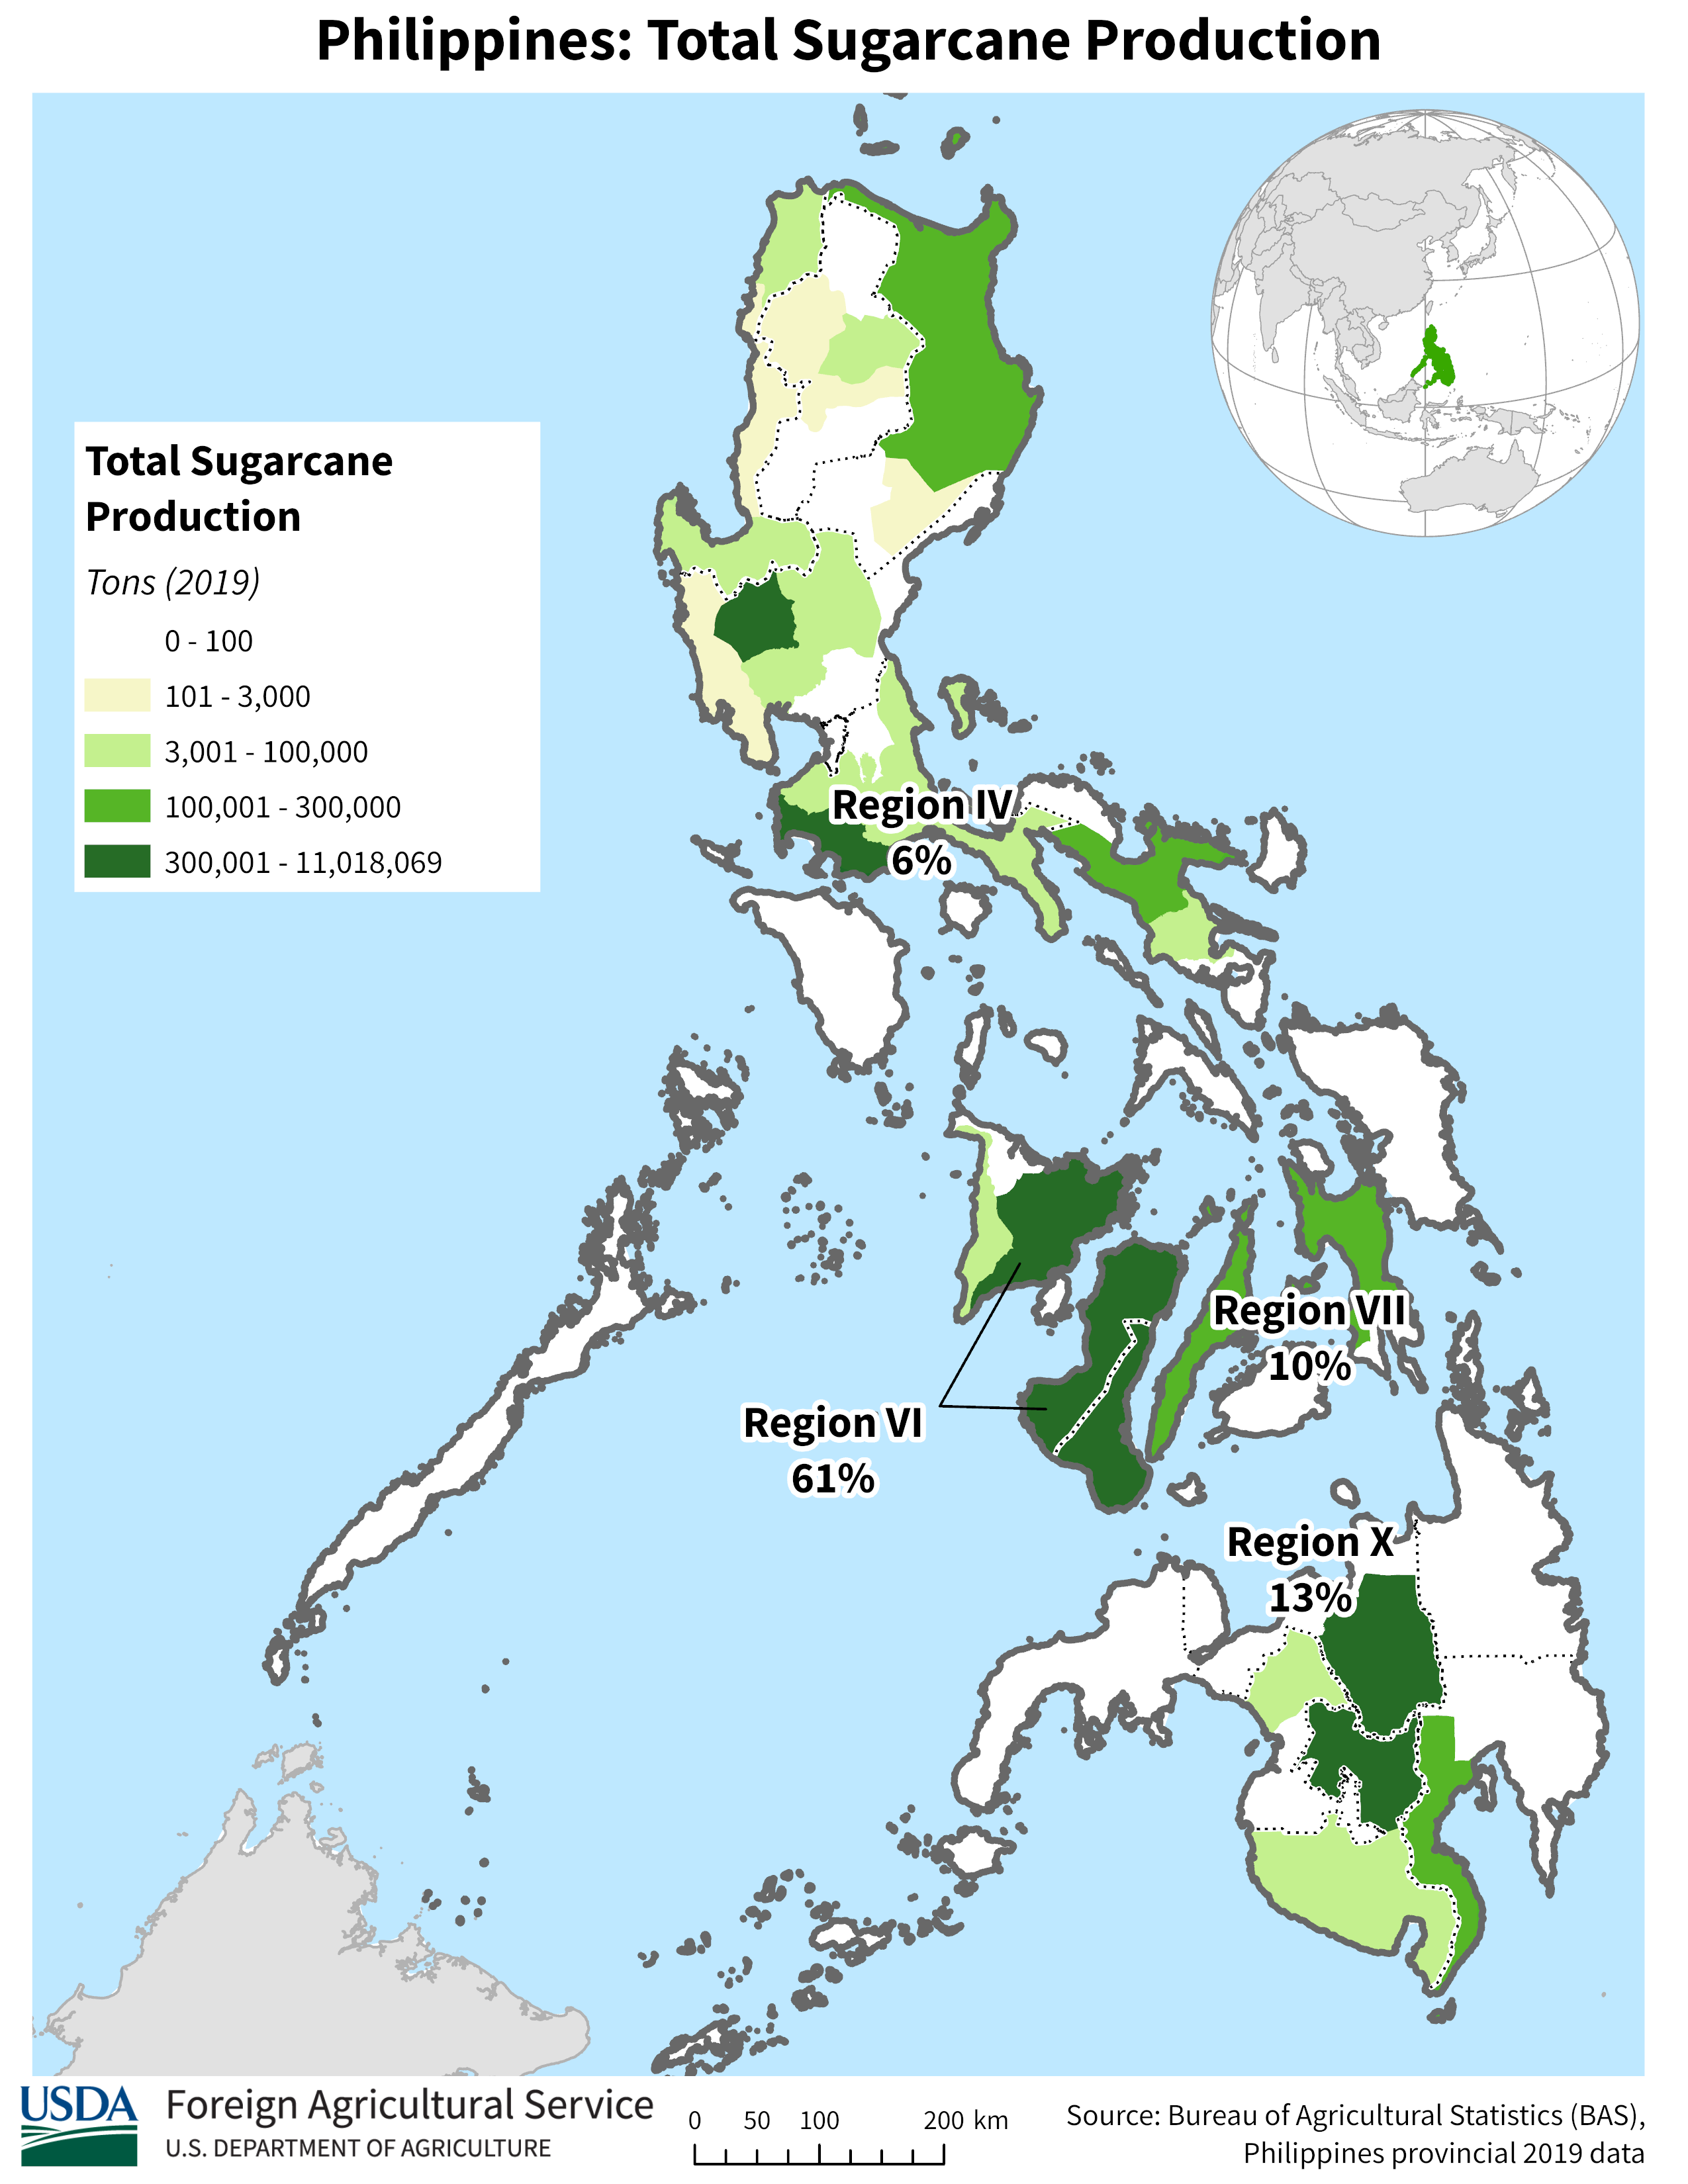 Philippines: Total Sugarcane Production
Total Sugarcane
Production
Tons (2019)
0 - 100
101 - 3,000
3,001 - 100,000
100,001 - 300,000
300,001 - 11,018,069
Region IV
6%
Region VII
10%
Region VI
61%
Region X
13%
USDA
Foreign Agricultural Service
U.S. DEPARTMENT OF AGRICULTURE
0 50 100 200 km
Source: Bureau of Agricultural Statistics (BAS),
Philippines provincial 2019 data